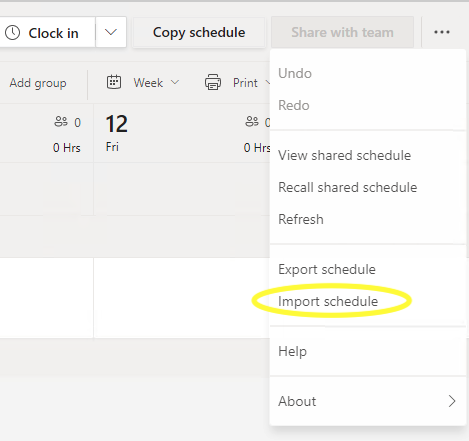 Clock in
Copy schedule
Share with team
...
Add group
Week
Print
Undo
Redo
0
12
0
0 Hrs
Fri
0 Hrs
View shared schedule
Recall shared schedule
Refresh
Export schedule
Import schedule
Help
About